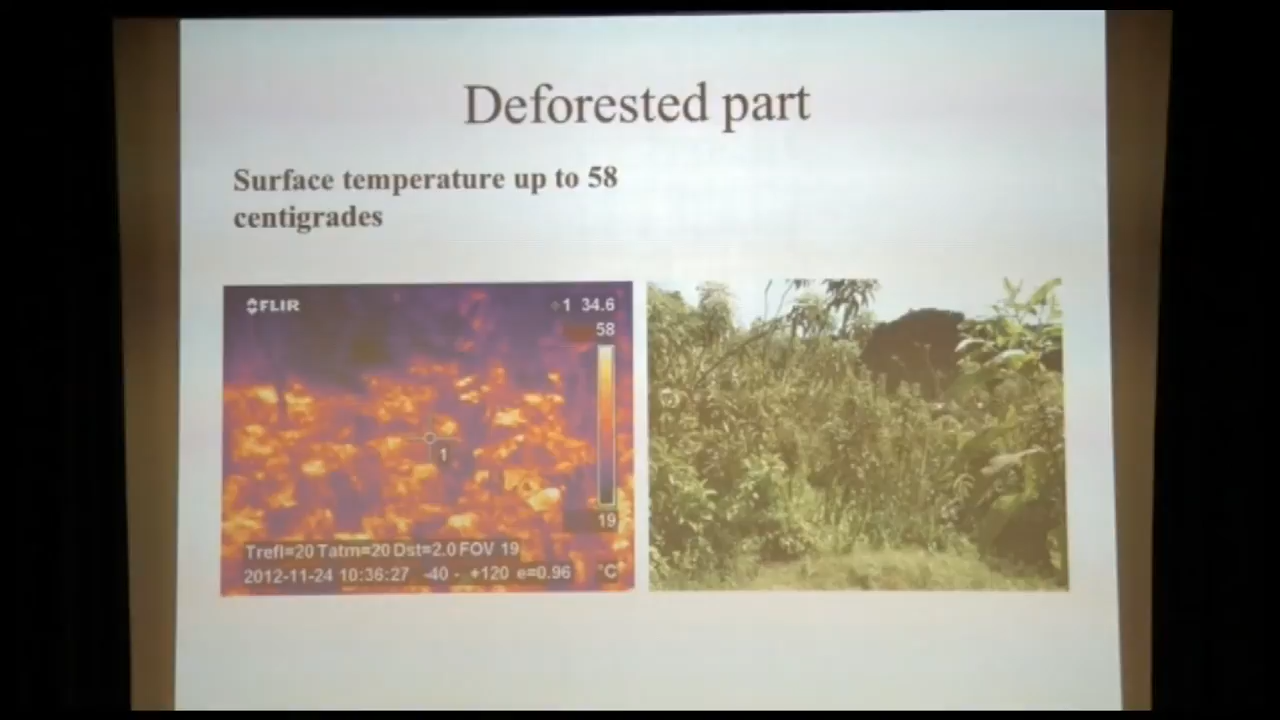 Deforested part
Surface temperature up to 58
centigrades
FLIR
1 34.6
58
1
19
Trefl=20 Tatm=20 Dst=2.0 FOV 19
2012-11-24 10:36:27 -40 - +120 e=0.96 °C